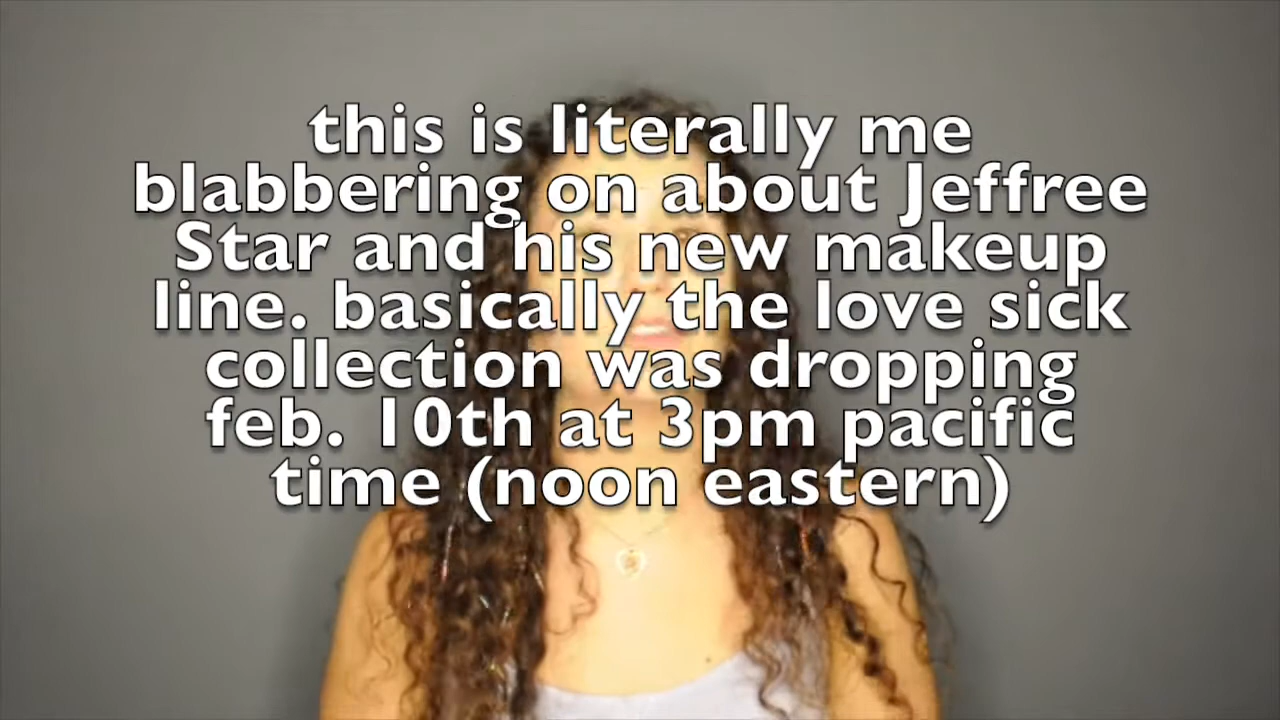 this is literally me
blabbering on about Jeffree
Star and his new makeup
line. basically the love sick
collection was dropping
feb. 10th at 3pm pacific
time (noon eastern)